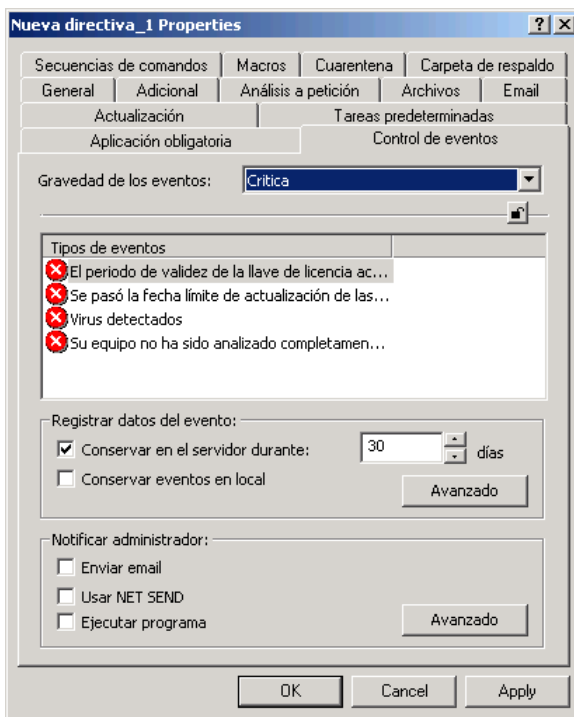 Nueva directiva_1 Properties
Secuencias de comandos Macros Cuarentena Carpeta de respaldo
General Adicional Análisis a petición Archivos Email
Actualización Tareas predeterminadas
Aplicación obligatoria Control de eventos
Gravedad de los eventos: Critica
Tipos de eventos
El periodo de validez de la llave de licencia ac...
Se pasó la fecha límite de actualización de las...
Virus detectados
Su equipo no ha sido analizado completamen...
Registrar datos del evento:
Conservar en el servidor durante: 30 días
Conservar eventos en local
Avanzado
Notificar administrador:
Enviar email
Usar NET SEND
Ejecutar programa
Avanzado
OK Cancel Apply